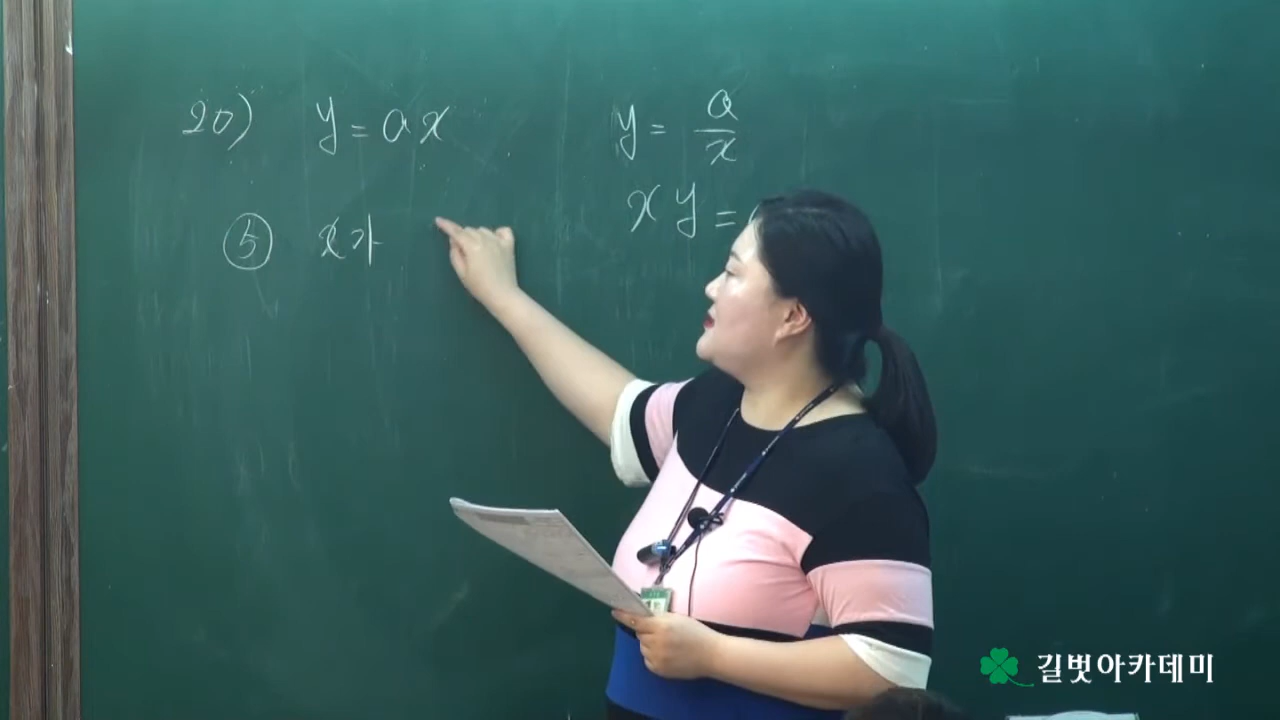 20) y = ax
y = a/x
xy =
⑤ x가
길벗아카데미